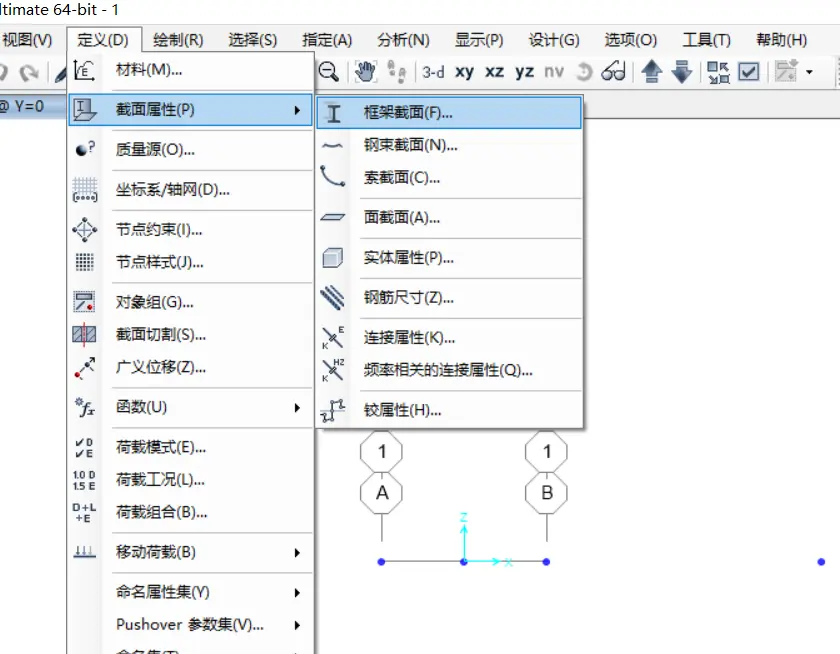 ltimate 64-bit - 1
视图(V) 定义(D) 绘制(R) 选择(S) 指定(A) 分析(N) 显示(P) 设计(G) 选项(O) 工具(T) 帮助(H)
3-d xy xz yz nv
@ Y=0
材料(M)...
截面属性(P)
质量源(O)...
坐标系/轴网(D)...
节点约束(I)...
节点样式(J)...
对象组(G)...
截面切割(S)...
广义位移(Z)...
函数(U)
荷载模式(E)...
荷载工况(L)...
荷载组合(B)...
移动荷载(B)
命名属性集(Y)
Pushover 参数集(V)...
框架截面(F)...
钢束截面(N)...
索截面(C)...
面截面(A)...
实体属性(P)...
钢筋尺寸(Z)...
连接属性(K)...
频率相关的连接属性(Q)...
铰属性(H)...
E
?
fx
D
E
1.0 D
1.5 E
D+L
+E
E
K
HZ
K
1 1
A B
Z
X